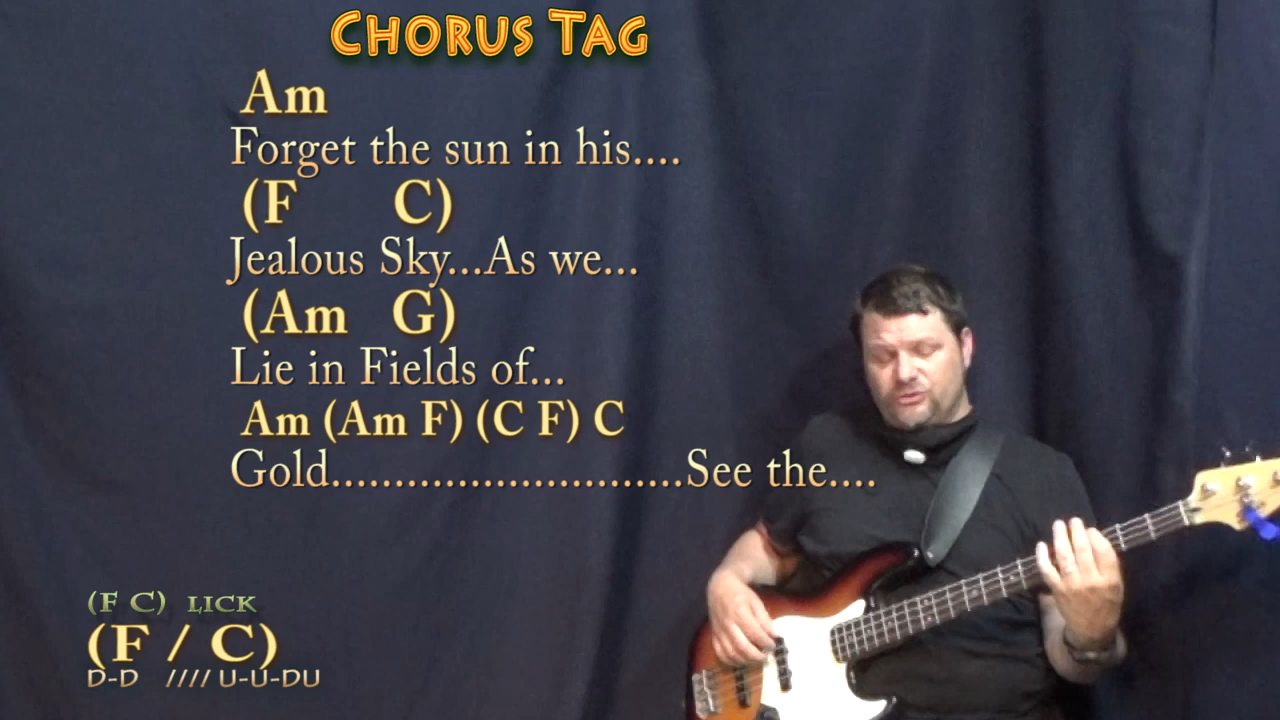 Chorus Tag
Am
Forget the sun in his....
(F C)
Jealous Sky...As we...
(Am G)
Lie in Fields of...
Am (Am F) (C F) C
Gold............................See the....
(F C) LICK
(F / C)
D-D //// U-U-DU